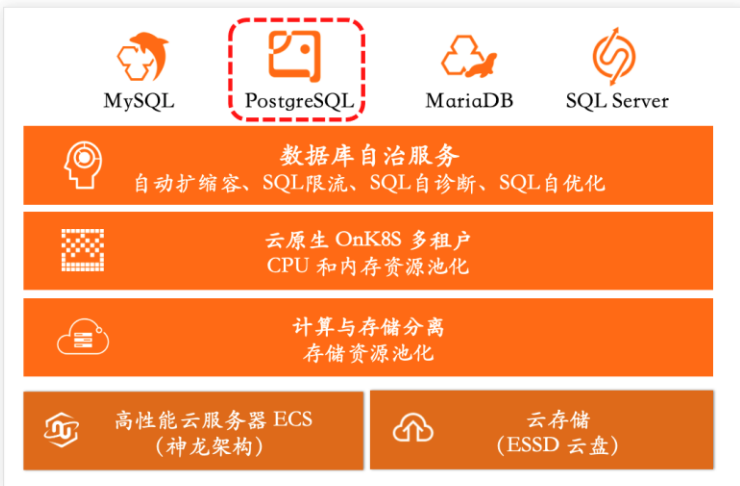 MySQL
PostgreSQL
MariaDB
SQL Server
数据库自治服务
自动扩缩容、SQL限流、SQL自诊断、SQL自优化
云原生 OnK8S 多租户
CPU 和内存资源池化
计算与存储分离
存储资源池化
高性能云服务器 ECS
（神龙架构）
云存储
（ESSD 云盘）